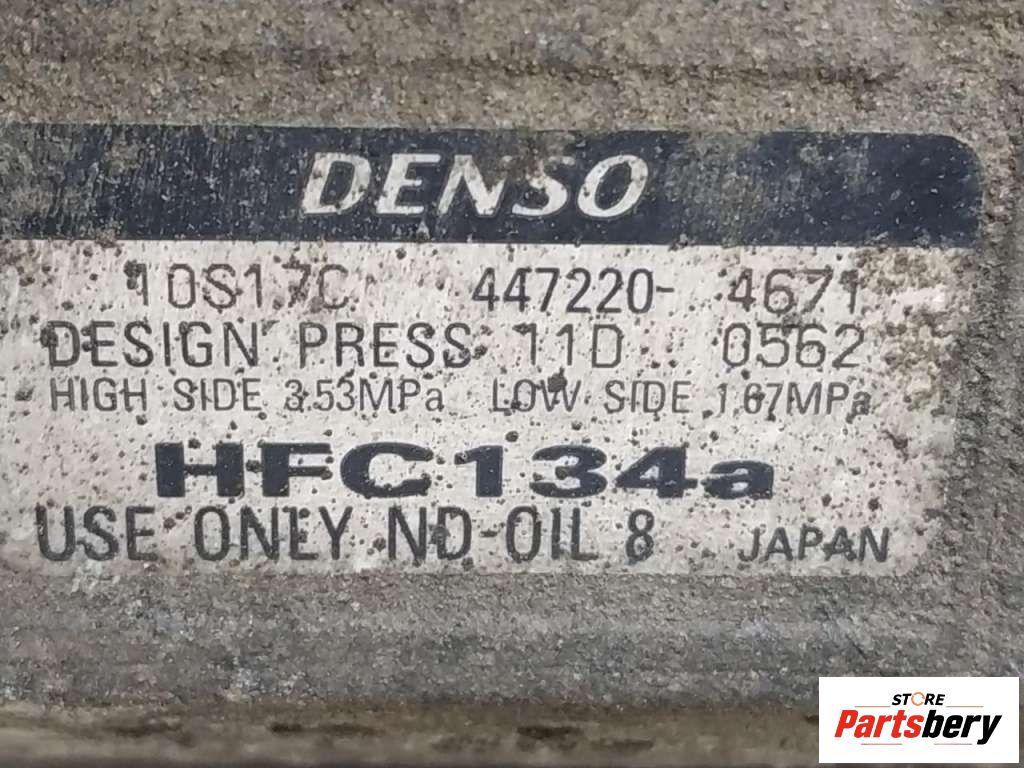 DENSO
10S17C 447220- 4671
DESIGN PRESS 11D 0562
HIGH SIDE 3.53MPa LOW SIDE 1.67MPa
HFC134a
USE ONLY ND-OIL 8 JAPAN
STORE
Partsbery